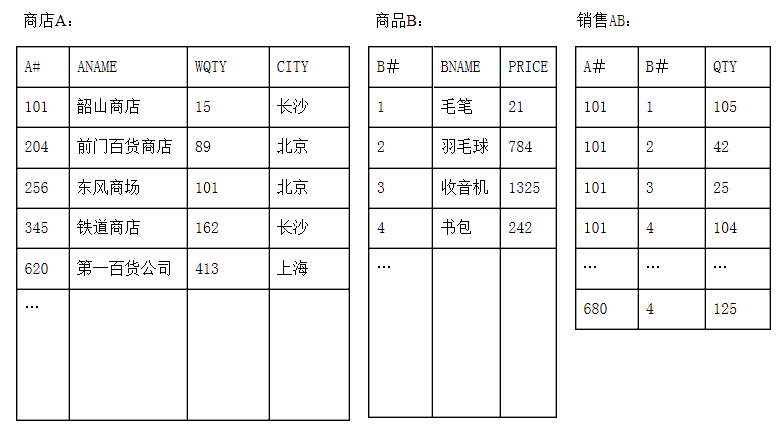 商店A：
A# ANAME WQTY CITY
101 韶山商店 15 长沙
204 前门百货商店 89 北京
256 东风商场 101 北京
345 铁道商店 162 长沙
620 第一百货公司 413 上海
…
商品B：
B＃ BNAME PRICE
1 毛笔 21
2 羽毛球 784
3 收音机 1325
4 书包 242
…
销售AB：
A＃ B＃ QTY
101 1 105
101 2 42
101 3 25
101 4 104
… … …
680 4 125